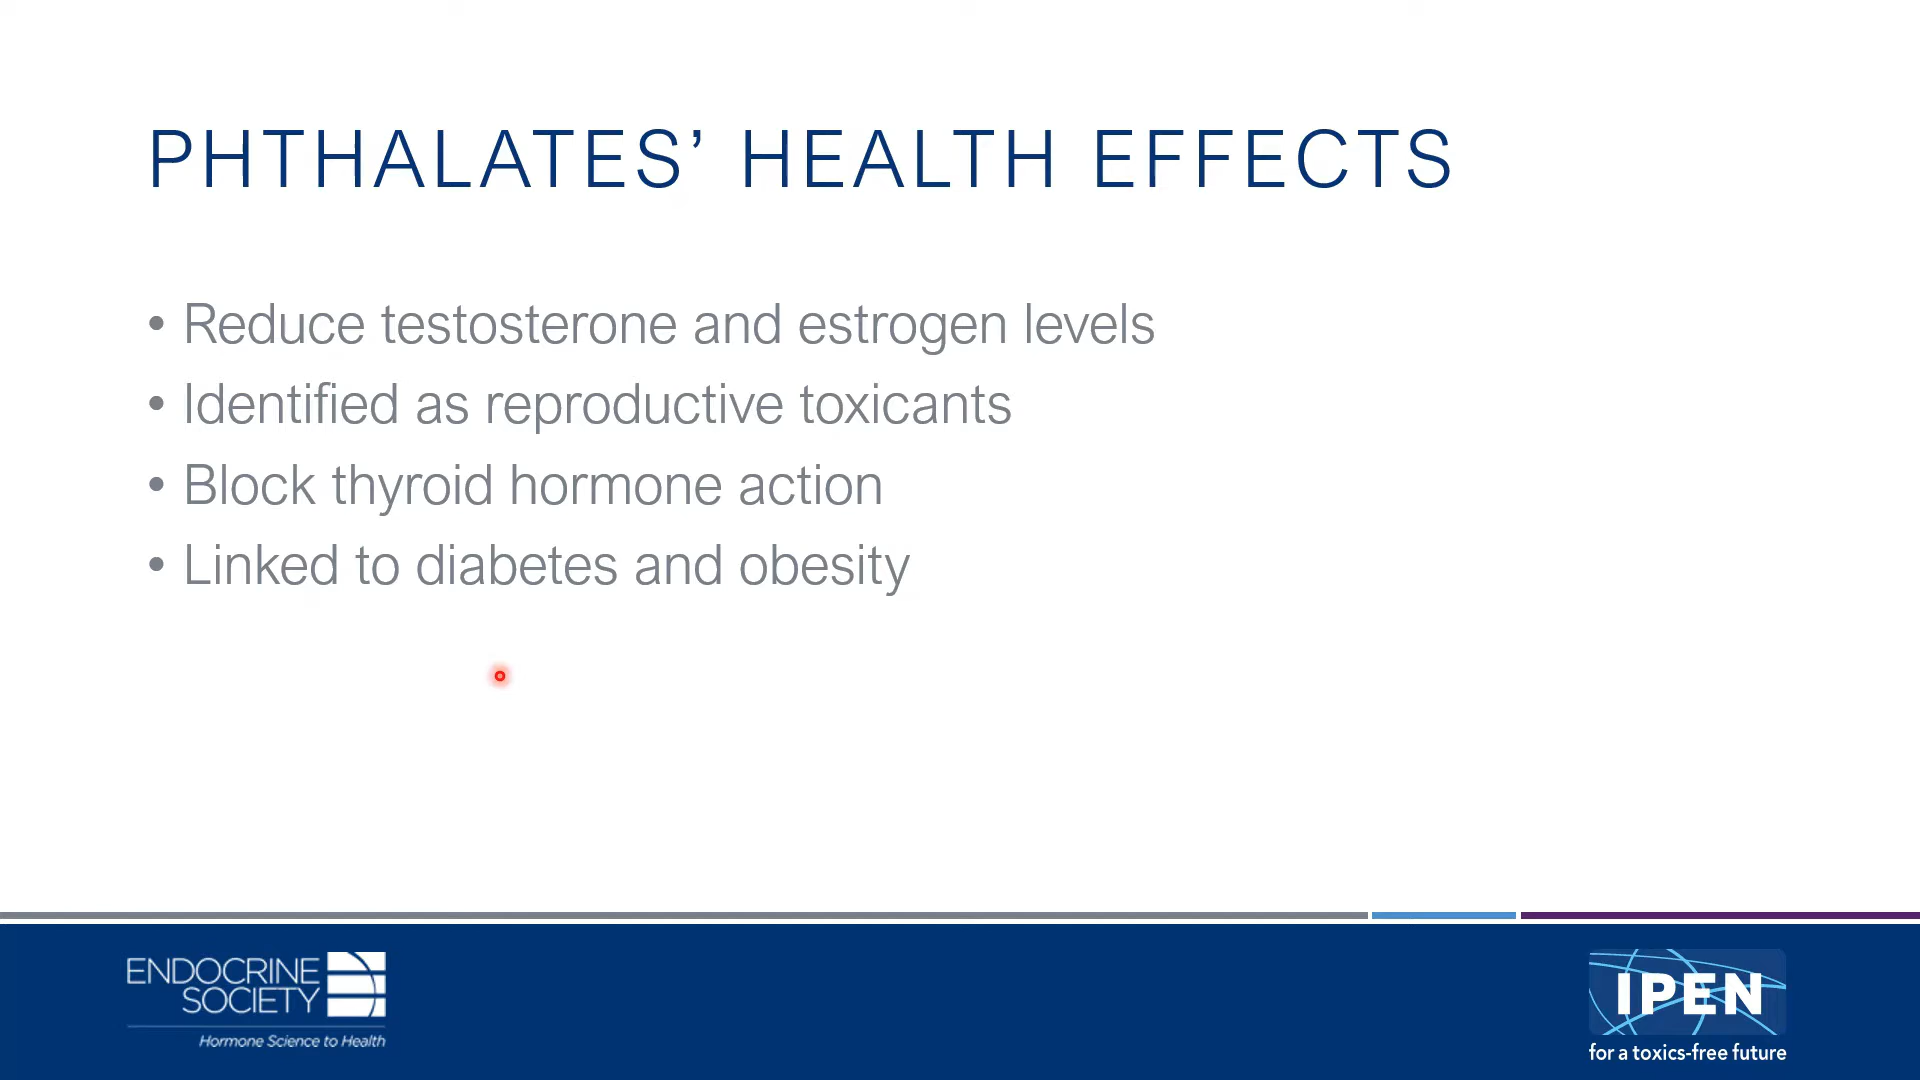 PHTHALATES’ HEALTH EFFECTS
• Reduce testosterone and estrogen levels
• Identified as reproductive toxicants
• Block thyroid hormone action
• Linked to diabetes and obesity
ENDOCRINE
SOCIETY
Hormone Science to Health
IPEN
for a toxics-free future